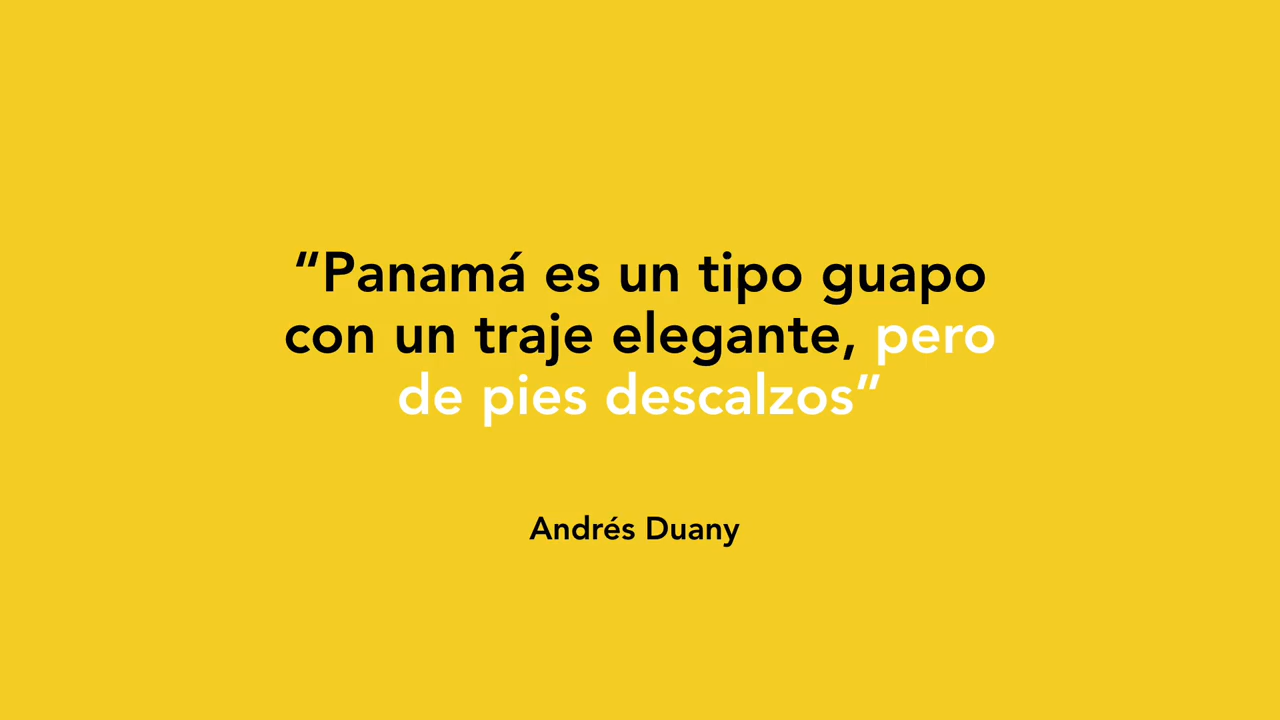 “Panamá es un tipo guapo
con un traje elegante, pero
de pies descalzos”
Andrés Duany